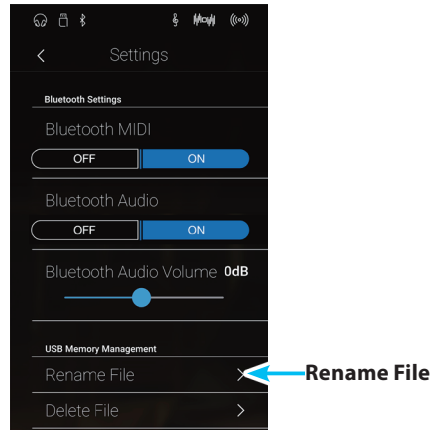 Settings
Bluetooth Settings
Bluetooth MIDI
OFF ON
Bluetooth Audio
OFF ON
Bluetooth Audio Volume 0dB
USB Memory Management
Rename File
Rename File
Delete File